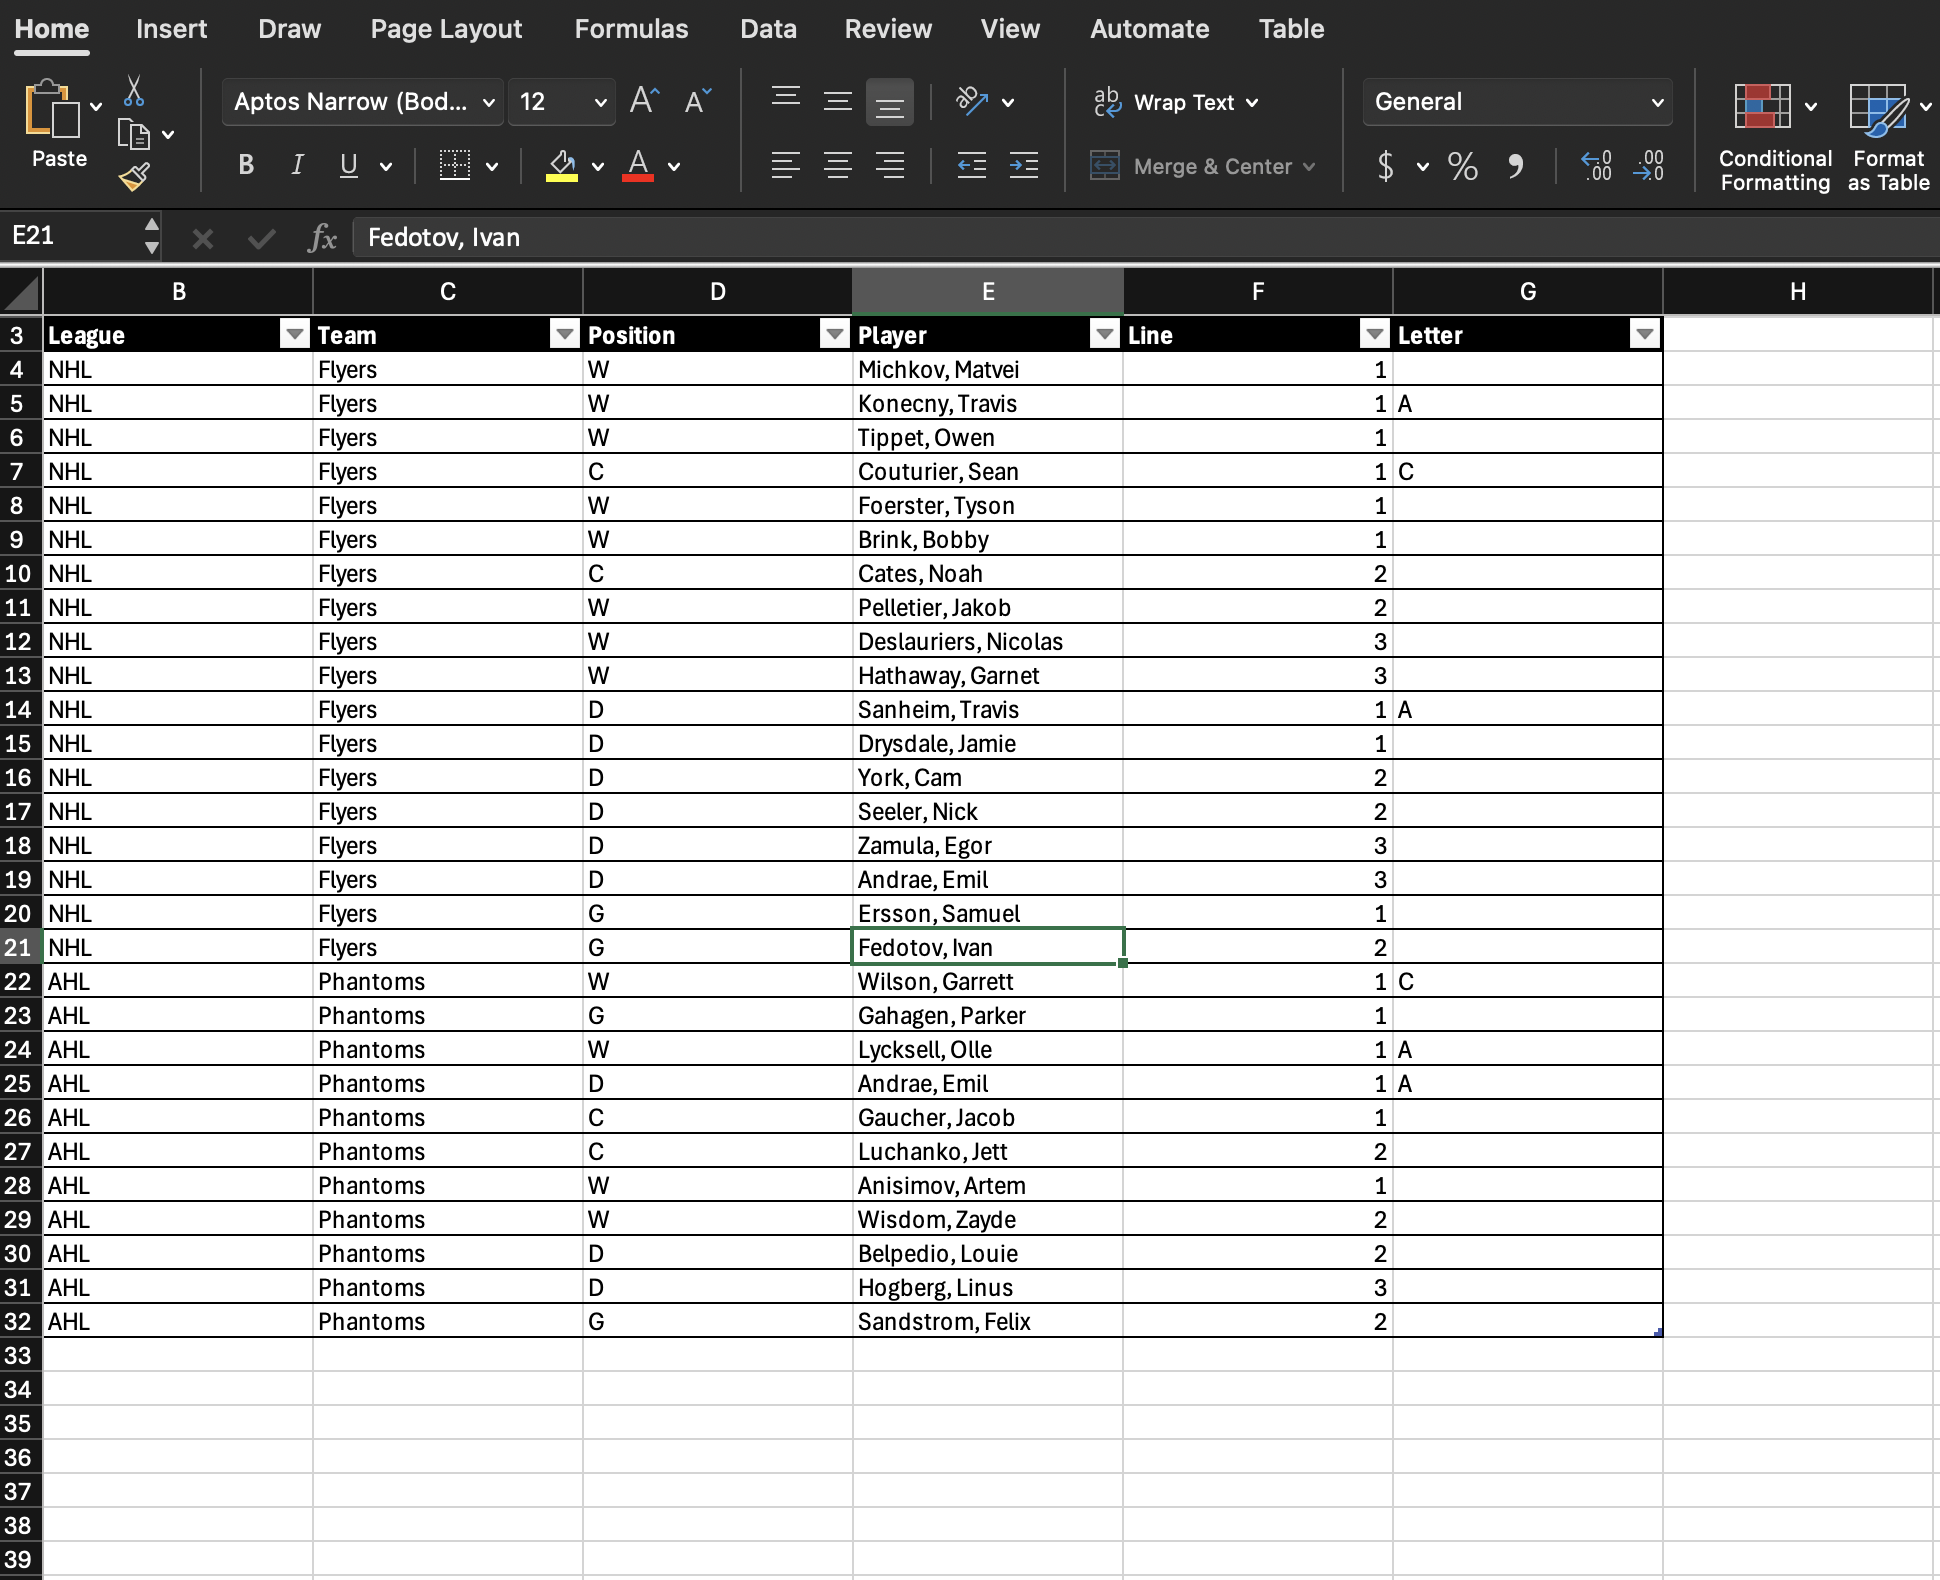 Home Insert Draw Page Layout Formulas Data Review View Automate Table
Paste
Aptos Narrow (Bod... 12 A^ A˅
B I U A
ab Wrap Text
Merge & Center
General
$ % 9 ←0 .00 .00 →0
Conditional Formatting
Format as Table
E21 fx Fedotov, Ivan
B C D E F G H
3 League Team Position Player Line Letter
4 NHL Flyers W Michkov, Matvei 1
5 NHL Flyers W Konecny, Travis 1 A
6 NHL Flyers W Tippet, Owen 1
7 NHL Flyers C Couturier, Sean 1 C
8 NHL Flyers W Foerster, Tyson 1
9 NHL Flyers W Brink, Bobby 1
10 NHL Flyers C Cates, Noah 2
11 NHL Flyers W Pelletier, Jakob 2
12 NHL Flyers W Deslauriers, Nicolas 3
13 NHL Flyers W Hathaway, Garnet 3
14 NHL Flyers D Sanheim, Travis 1 A
15 NHL Flyers D Drysdale, Jamie 1
16 NHL Flyers D York, Cam 2
17 NHL Flyers D Seeler, Nick 2
18 NHL Flyers D Zamula, Egor 3
19 NHL Flyers D Andrae, Emil 3
20 NHL Flyers G Ersson, Samuel 1
21 NHL Flyers G Fedotov, Ivan 2
22 AHL Phantoms W Wilson, Garrett 1 C
23 AHL Phantoms G Gahagen, Parker 1
24 AHL Phantoms W Lycksell, Olle 1 A
25 AHL Phantoms D Andrae, Emil 1 A
26 AHL Phantoms C Gaucher, Jacob 1
27 AHL Phantoms C Luchanko, Jett 2
28 AHL Phantoms W Anisimov, Artem 1
29 AHL Phantoms W Wisdom, Zayde 2
30 AHL Phantoms D Belpedio, Louie 2
31 AHL Phantoms D Hogberg, Linus 3
32 AHL Phantoms G Sandstrom, Felix 2
33
34
35
36
37
38
39